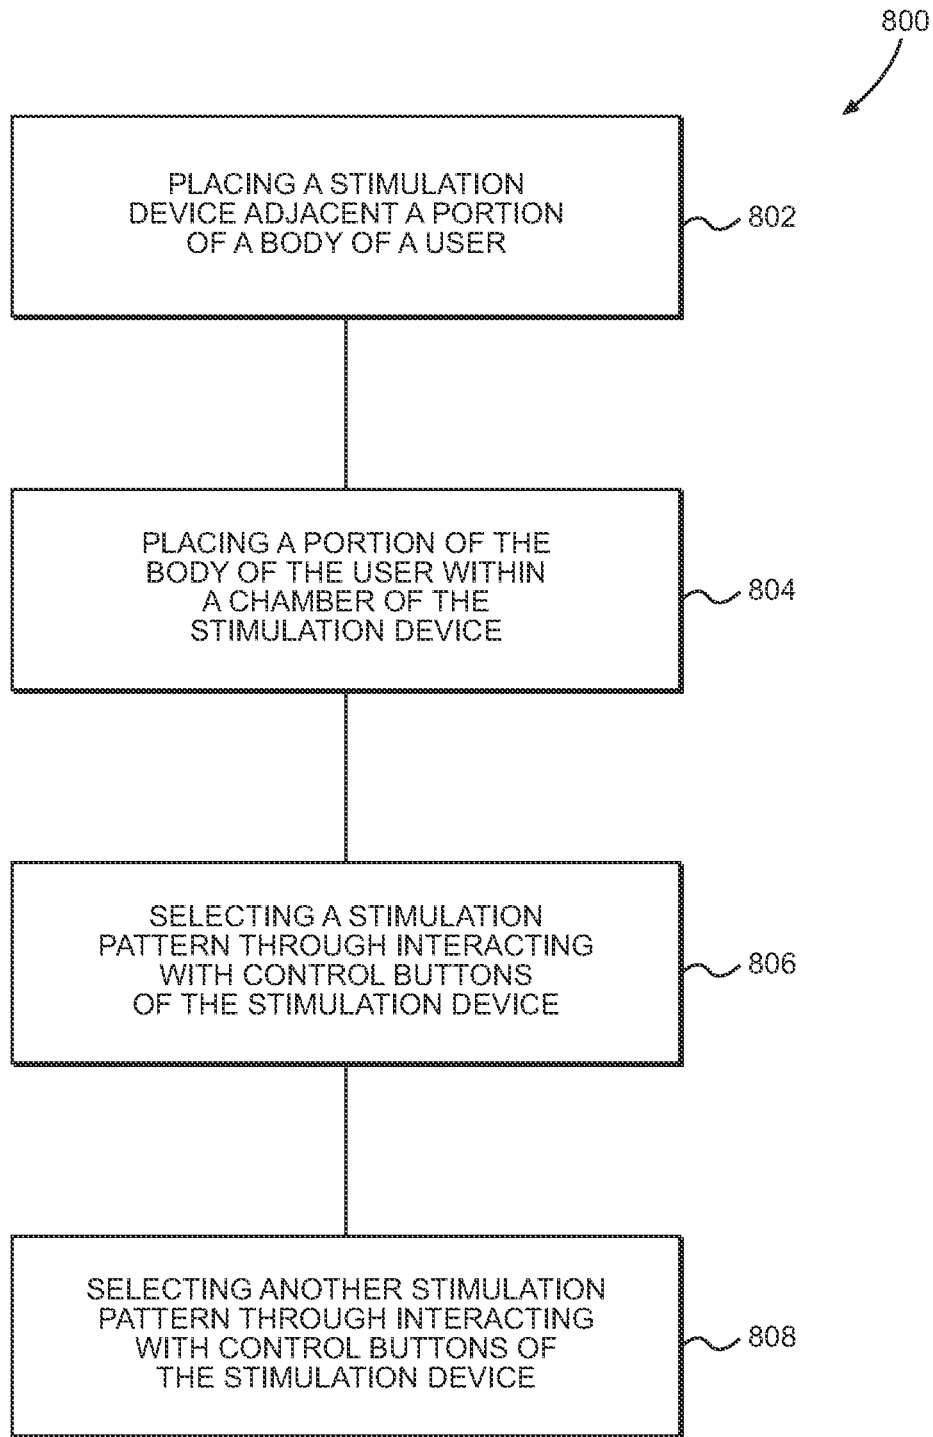 800
PLACING A STIMULATION
DEVICE ADJACENT A PORTION
OF A BODY OF A USER
802
PLACING A PORTION OF THE
BODY OF THE USER WITHIN
A CHAMBER OF THE
STIMULATION DEVICE
804
SELECTING A STIMULATION
PATTERN THROUGH INTERACTING
WITH CONTROL BUTTONS
OF THE STIMULATION DEVICE
806
SELECTING ANOTHER STIMULATION
PATTERN THROUGH INTERACTING
WITH CONTROL BUTTONS OF
THE STIMULATION DEVICE
808